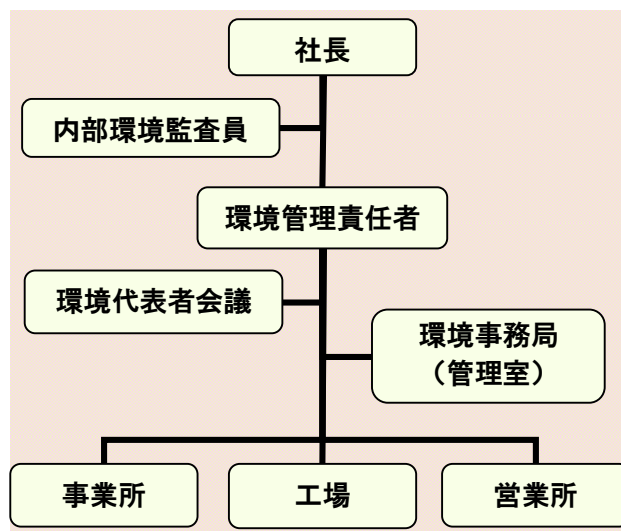 社長
内部環境監査員
環境管理責任者
環境代表者会議
環境事務局
（管理室）
事業所
工場
営業所